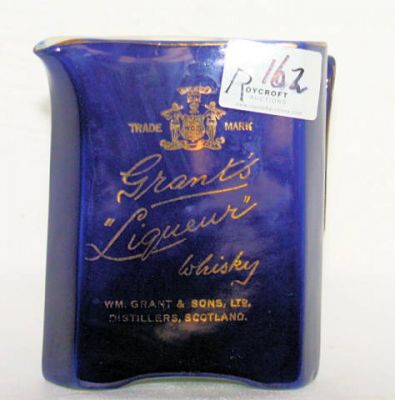 162
ROYCROFT
AUCTIONS
TRADE MARK
Grant's
"Liqueur"
Whisky
WM. GRANT & SONS, LTD.
DISTILLERS, SCOTLAND.